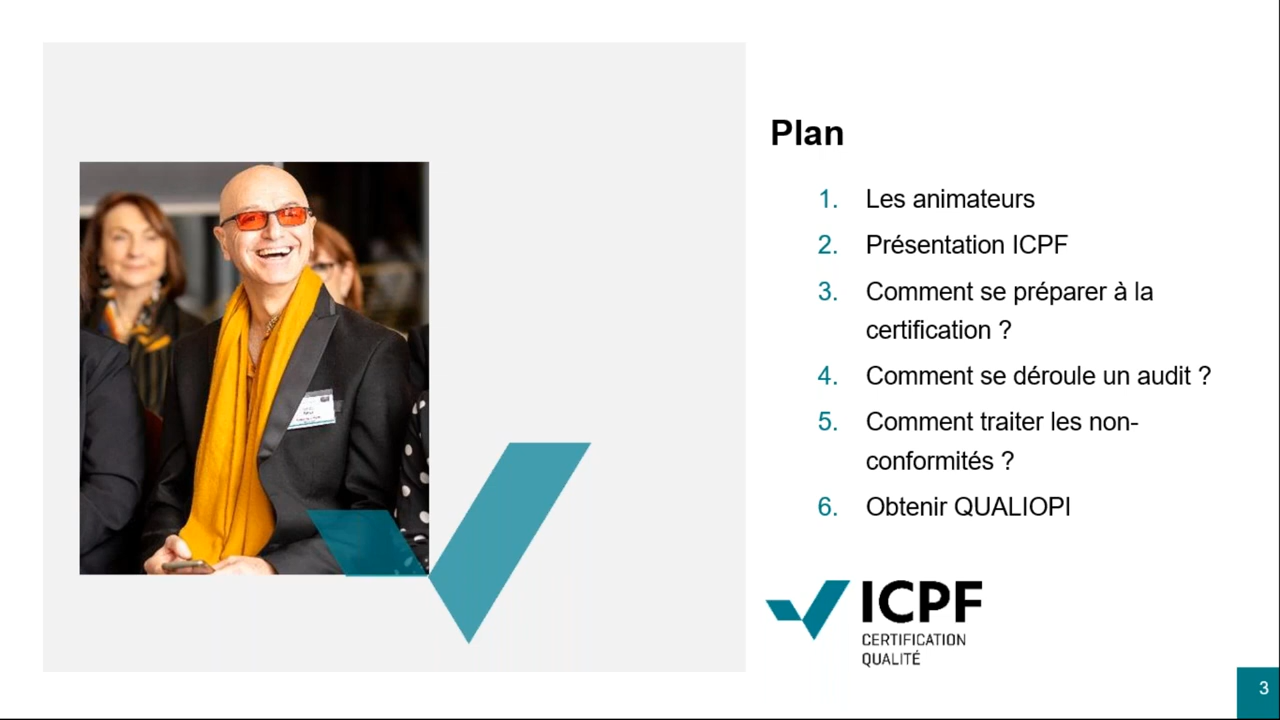 Plan
1. Les animateurs
2. Présentation ICPF
3. Comment se préparer à la
certification ?
4. Comment se déroule un audit ?
5. Comment traiter les non-
conformités ?
6. Obtenir QUALIOPI
ICPF
CERTIFICATION
QUALITÉ
3